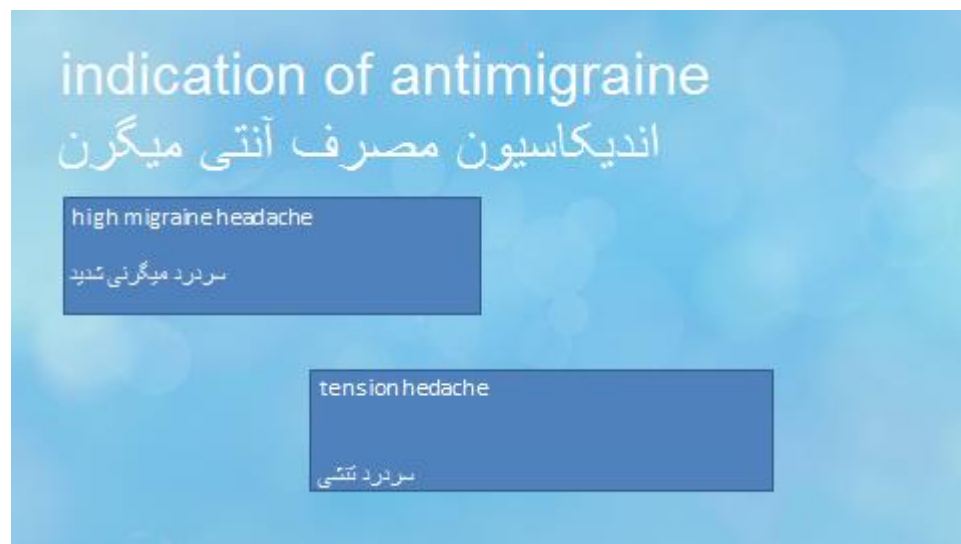 indication of antimigraine
اندیکاسیون مصرف آنتی میگرن
high migraine headache
سردرد میگرنی شدید
tension hedache
سردرد تنشی